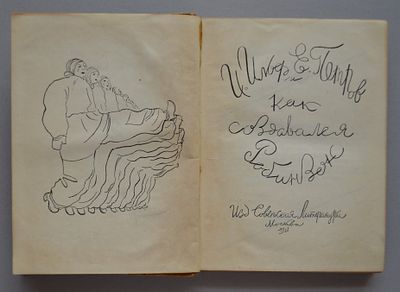 И. Ильф, Е. Петров
как
создавался
Робинзон
Изд Советская Литература
Москва